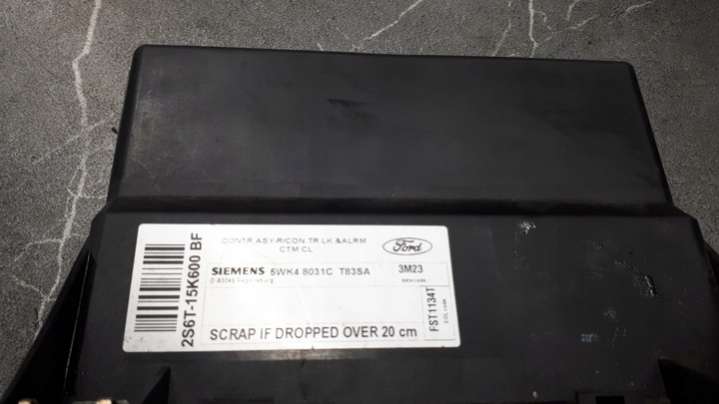 2S6T-15K600 BF
CONTR.ASY-R/CON.TR.LK.&ALRM
CTM CL
Ford
SIEMENS 5WK4 8031C T83SA
3M23
FST1134T
SCRAP IF DROPPED OVER 20 cm